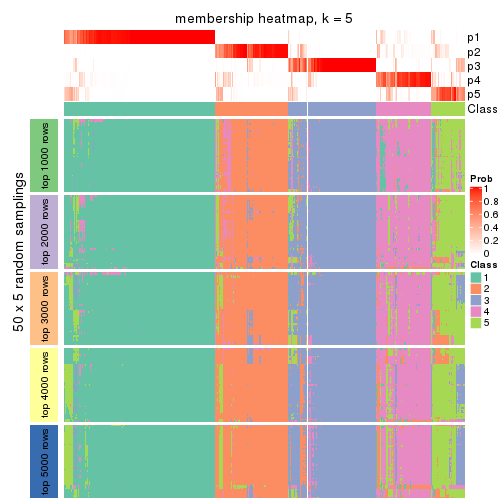 membership heatmap, k = 5
p1
p2
p3
p4
p5
Class
50 x 5 random samplings
top 1000 rows
top 2000 rows
top 3000 rows
top 4000 rows
top 5000 rows
Prob
1
0.8
0.6
0.4
0.2
0
Class
1
2
3
4
5